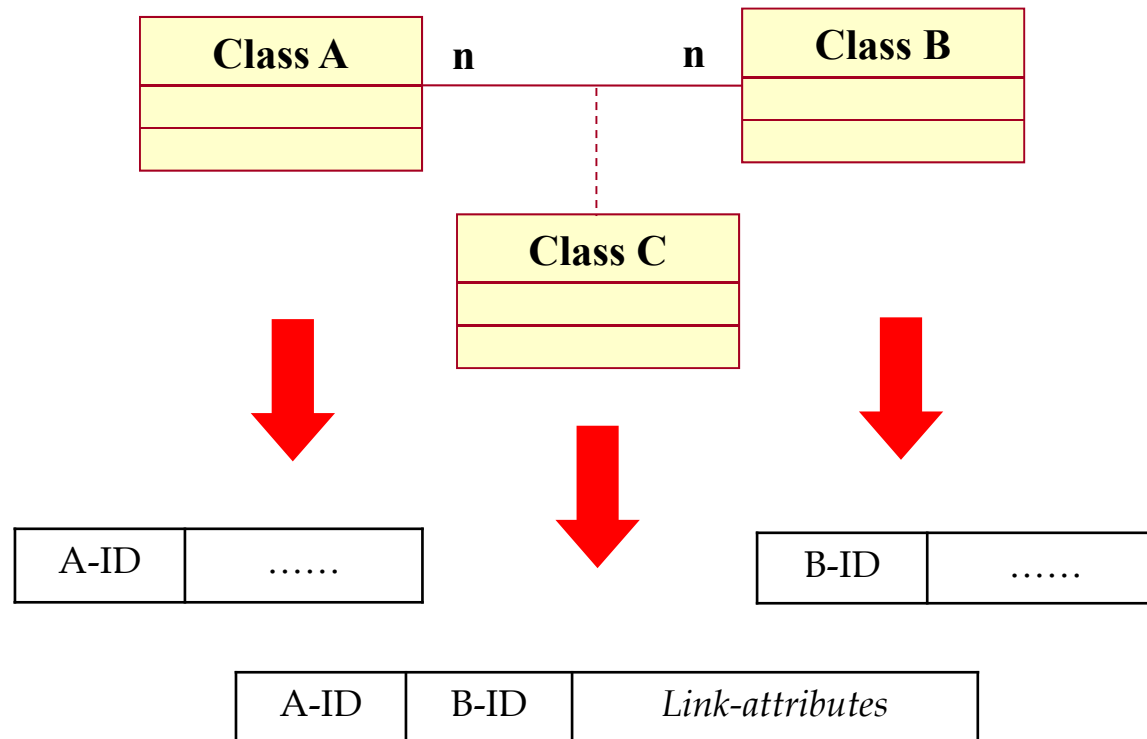 Class A
n
n
Class B
Class C
A-ID
……
B-ID
……
A-ID
B-ID
Link-attributes